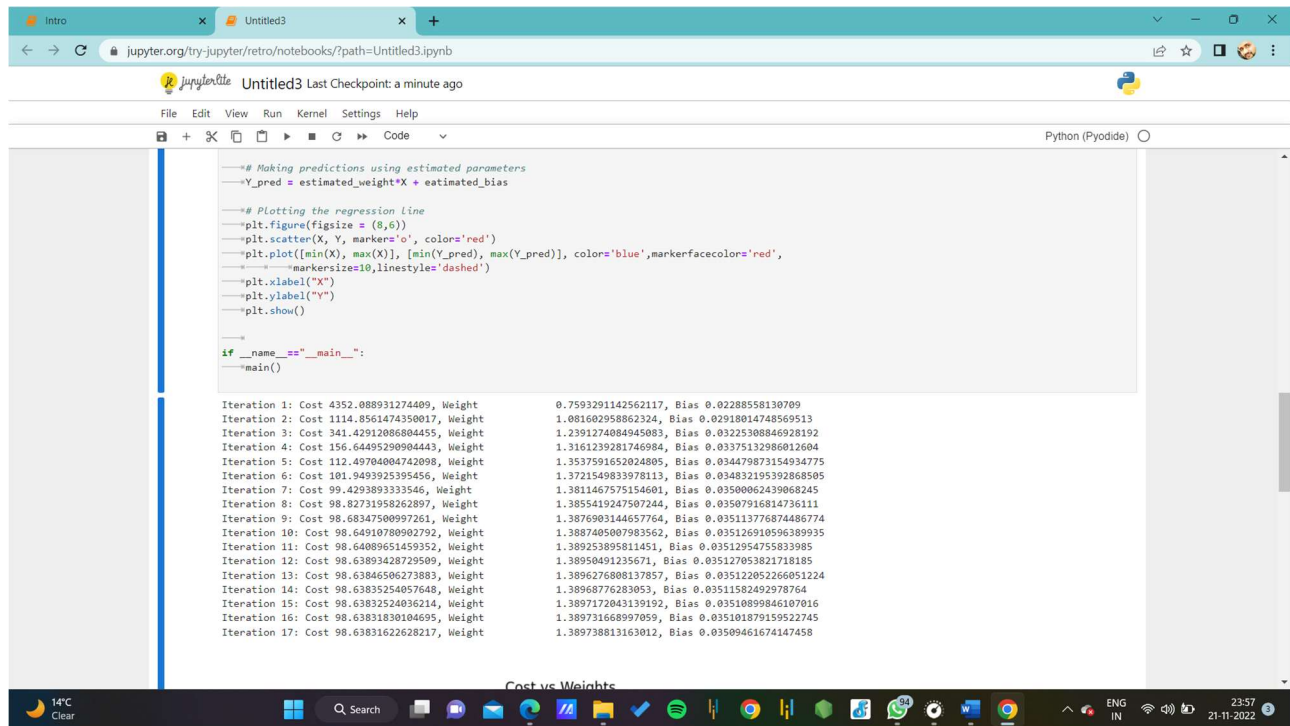 Intro
Untitled3
jupyter.org/try-jupyter/retro/notebooks/?path=Untitled3.ipynb
jupyterlite Untitled3 Last Checkpoint: a minute ago
File Edit View Run Kernel Settings Help
Code
Python (Pyodide)
# Making predictions using estimated parameters
Y_pred = estimated_weight*X + eatimated_bias
# Plotting the regression line
plt.figure(figsize = (8,6))
plt.scatter(X, Y, marker='o', color='red')
plt.plot([min(X), max(X)], [min(Y_pred), max(Y_pred)], color='blue',markerfacecolor='red',
markersize=10,linestyle='dashed')
plt.xlabel("X")
plt.ylabel("Y")
plt.show()
if __name__=="__main__":
main()
Iteration 1: Cost 4352.088931274409, Weight 0.7593291142562117, Bias 0.02288558130709
Iteration 2: Cost 1114.8561474350017, Weight 1.081602958862324, Bias 0.02918014748569513
Iteration 3: Cost 341.42912086804455, Weight 1.2391274084945083, Bias 0.03225308846928192
Iteration 4: Cost 156.64495290904443, Weight 1.3161239281746984, Bias 0.03375132986012604
Iteration 5: Cost 112.49704004742098, Weight 1.3537591652024805, Bias 0.034479873154934775
Iteration 6: Cost 101.9493925395456, Weight 1.3721549833978113, Bias 0.034832195392868505
Iteration 7: Cost 99.4293893333546, Weight 1.3811467575154601, Bias 0.03500062439068245
Iteration 8: Cost 98.82731958262897, Weight 1.3855419247507244, Bias 0.03507916814736111
Iteration 9: Cost 98.68347500997261, Weight 1.3876903144657764, Bias 0.035113776874486774
Iteration 10: Cost 98.64910780902792, Weight 1.3887405007983562, Bias 0.035126910596389935
Iteration 11: Cost 98.64089651459352, Weight 1.389253895811451, Bias 0.03512954755833985
Iteration 12: Cost 98.63893428729509, Weight 1.38950491235671, Bias 0.035127053821718185
Iteration 13: Cost 98.63846506273883, Weight 1.3896276808137857, Bias 0.035122052266051224
Iteration 14: Cost 98.63835254057648, Weight 1.38968776283053, Bias 0.03511582492978764
Iteration 15: Cost 98.63832524036214, Weight 1.3897172043139192, Bias 0.03510899846107016
Iteration 16: Cost 98.63831830104695, Weight 1.389731668997059, Bias 0.035101879159522745
Iteration 17: Cost 98.63831622628217, Weight 1.389738813163012, Bias 0.03509461674147458
Cost vs Weights
14°C
Clear
Search
94
ENG
IN
23:57
21-11-2022
3